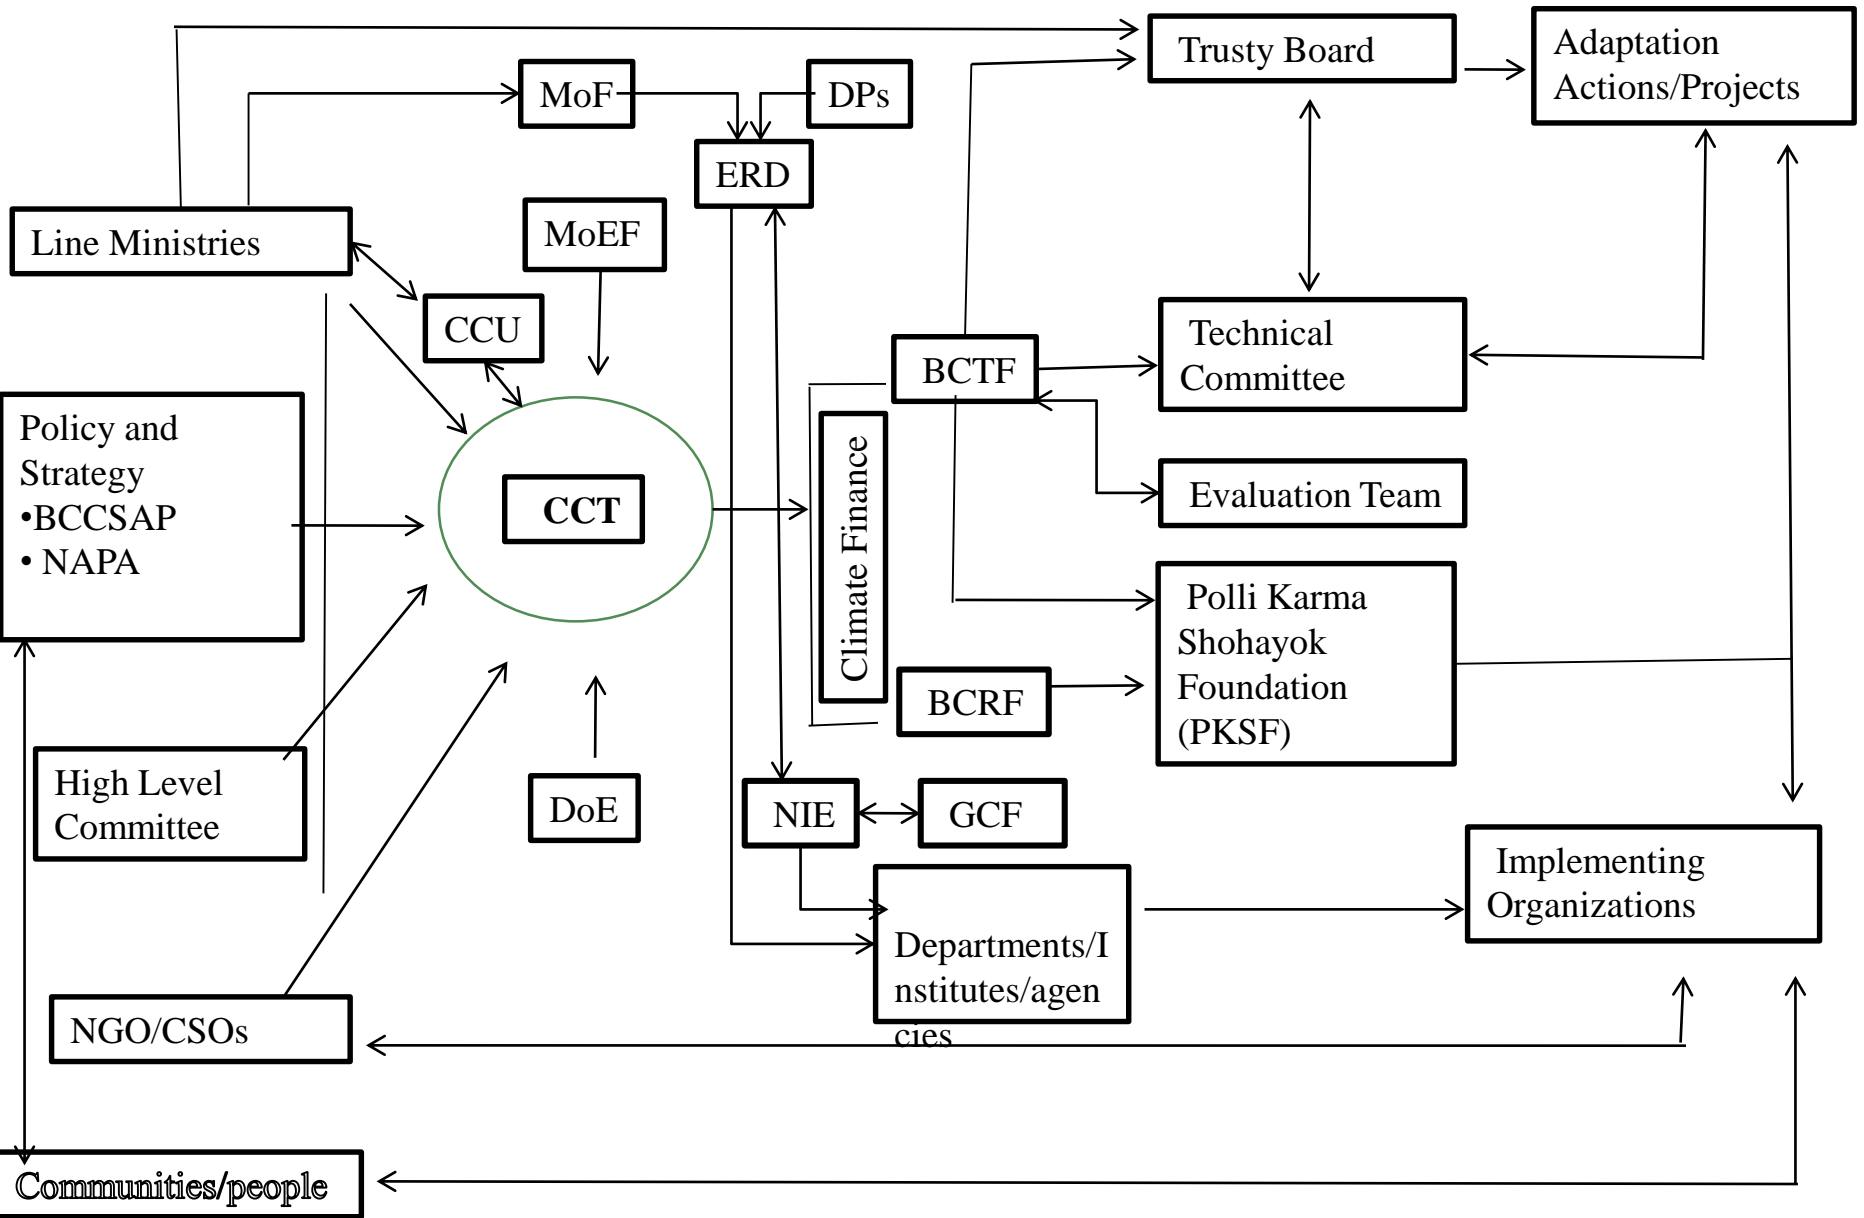 Trusty Board
Adaptation
Actions/Projects
MoF
DPs
ERD
Line Ministries
MoEF
CCU
BCTF
Technical
Committee
Policy and
Strategy
•BCCSAP
• NAPA
CCT
Climate Finance
Evaluation Team
Polli Karma
Shohayok
Foundation
(PKSF)
BCRF
High Level
Committee
DoE
NIE
GCF
Implementing
Organizations
Departments/I
nstitutes/agen
cies
NGO/CSOs
Communities/people